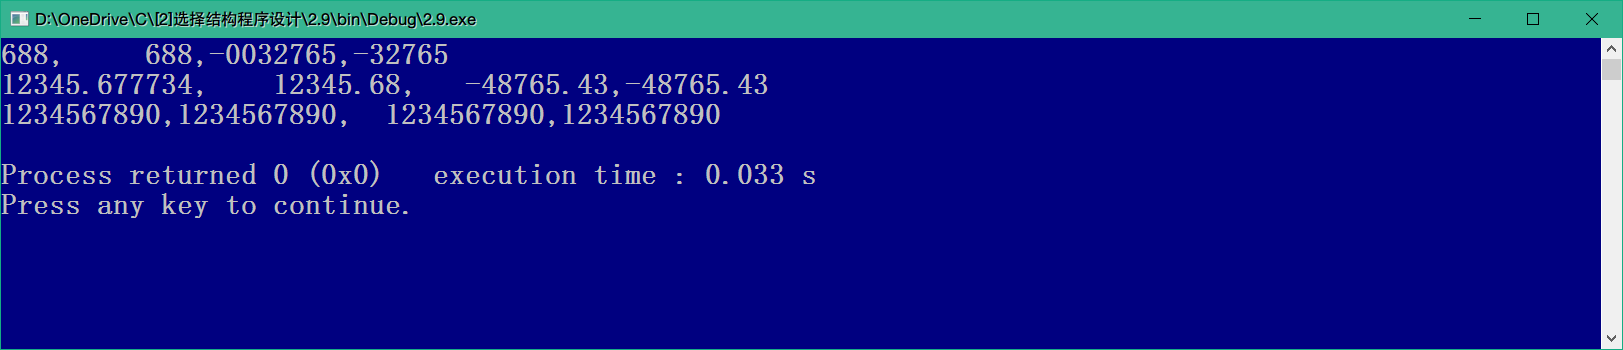 D:\OneDrive\C\[2]选择结构程序设计\2.9\bin\Debug\2.9.exe
688,     688,-0032765,-32765
12345.677734,    12345.68,   -48765.43,-48765.43
1234567890,1234567890,  1234567890,1234567890
Process returned 0 (0x0)   execution time : 0.033 s
Press any key to continue.